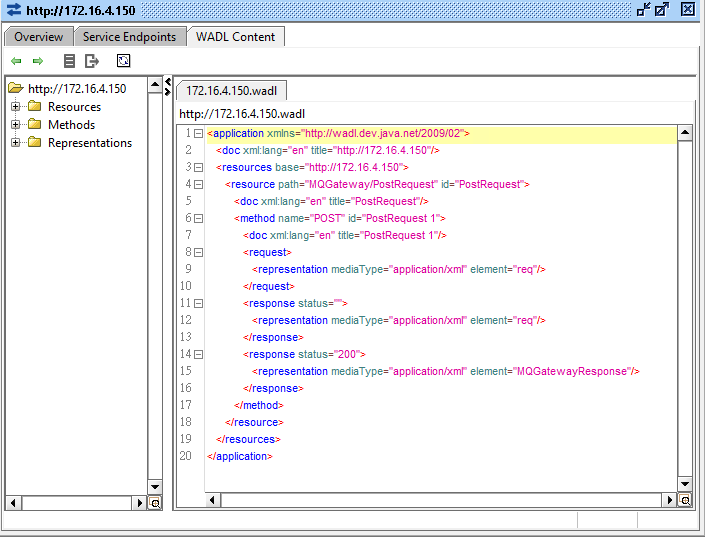 http://172.16.4.150
Overview
Service Endpoints
WADL Content
http://172.16.4.150
Resources
Methods
Representations
172.16.4.150.wadl
http://172.16.4.150.wadl
1 <application xmlns="http://wadl.dev.java.net/2009/02">
2 <doc xml:lang="en" title="http://172.16.4.150"/>
3 <resources base="http://172.16.4.150">
4 <resource path="MQGateway/PostRequest" id="PostRequest">
5 <doc xml:lang="en" title="PostRequest"/>
6 <method name="POST" id="PostRequest 1">
7 <doc xml:lang="en" title="PostRequest 1"/>
8 <request>
9 <representation mediaType="application/xml" element="req"/>
10 </request>
11 <response status="">
12 <representation mediaType="application/xml" element="req"/>
13 </response>
14 <response status="200">
15 <representation mediaType="application/xml" element="MQGatewayResponse"/>
16 </response>
17 </method>
18 </resource>
19 </resources>
20 </application>